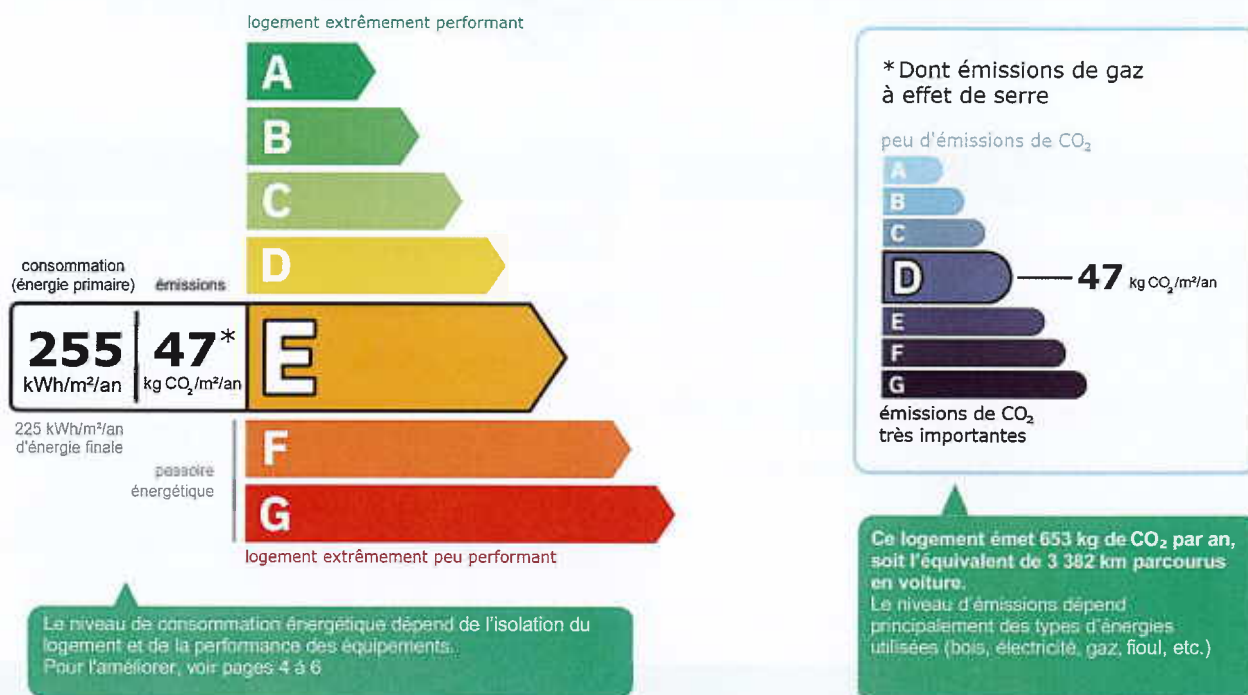 logement extrêmement performant
A
B
C
D
consommation
(énergie primaire)
émissions
255
kWh/m²/an
47*
kg CO₂/m²/an
E
225 kWh/m²/an
d'énergie finale
F
passoire
énergétique
G
logement extrêmement peu performant
Le niveau de consommation énergétique dépend de l'isolation du
logement et de la performance des équipements.
Pour l'améliorer, voir pages 4 à 6
*Dont émissions de gaz
à effet de serre
peu d'émissions de CO₂
A
B
C
D
47 kg CO₂/m²/an
E
F
G
émissions de CO₂
très importantes
Ce logement émet 653 kg de CO₂ par an,
soit l'équivalent de 3 382 km parcourus
en voiture.
Le niveau d'émissions dépend
principalement des types d'énergies
utilisées (bois, électricité, gaz, fioul, etc.)